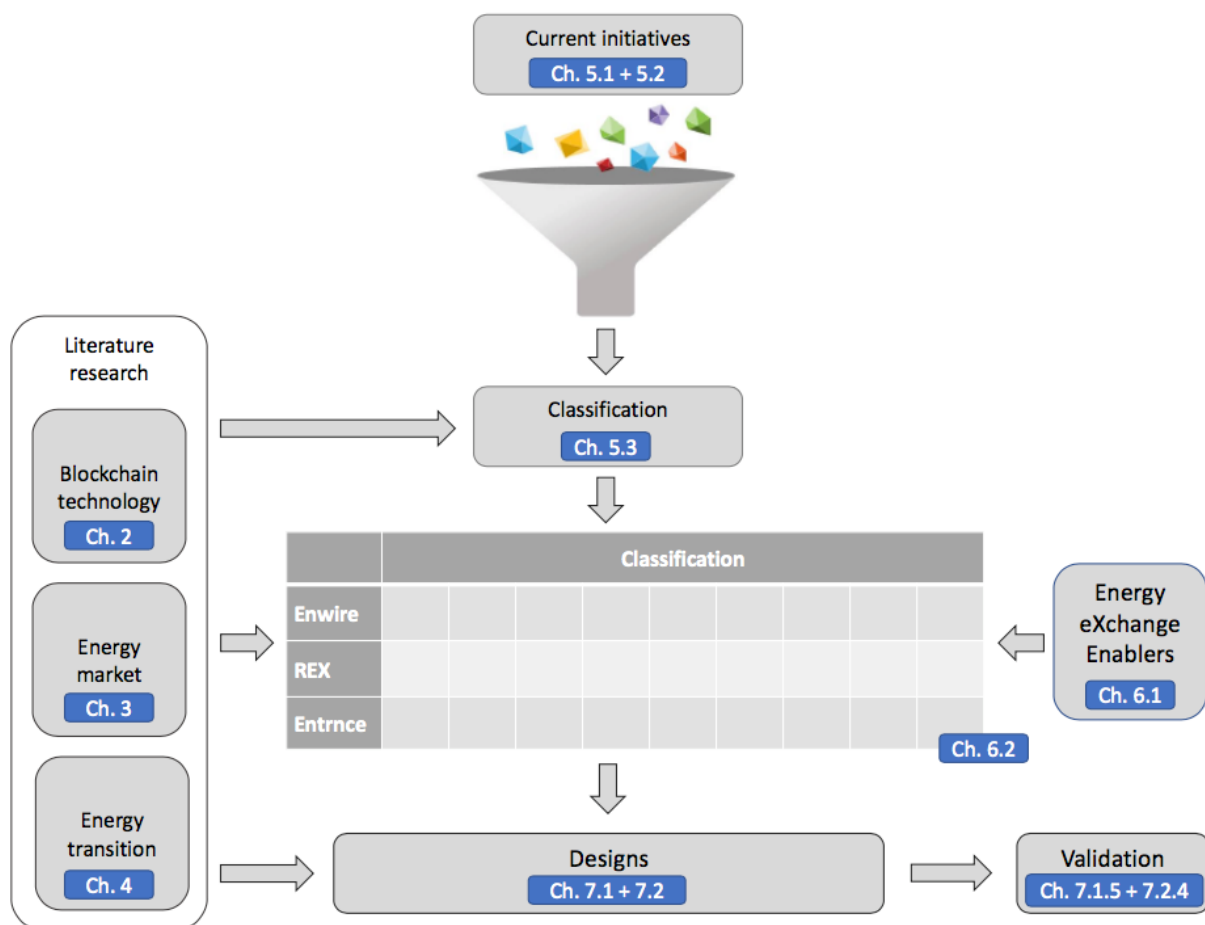 Current initiatives
Ch. 5.1 + 5.2
Literature
research
Classification
Ch. 5.3
Blockchain
technology
Ch. 2
Classification
Enwire
REX
Entrnce
Ch. 6.2
Energy
eXchange
Enablers
Ch. 6.1
Energy
market
Ch. 3
Energy
transition
Ch. 4
Designs
Ch. 7.1 + 7.2
Validation
Ch. 7.1.5 + 7.2.4